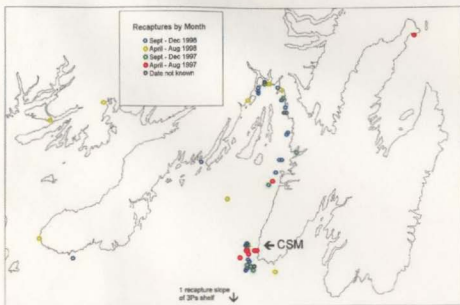 Recaptures by Month
Sept - Dec 1998
April - Aug 1998
Sept - Dec 1997
April - Aug 1997
Date not known
CSM
1 recapture slope
of 3Ps shelf